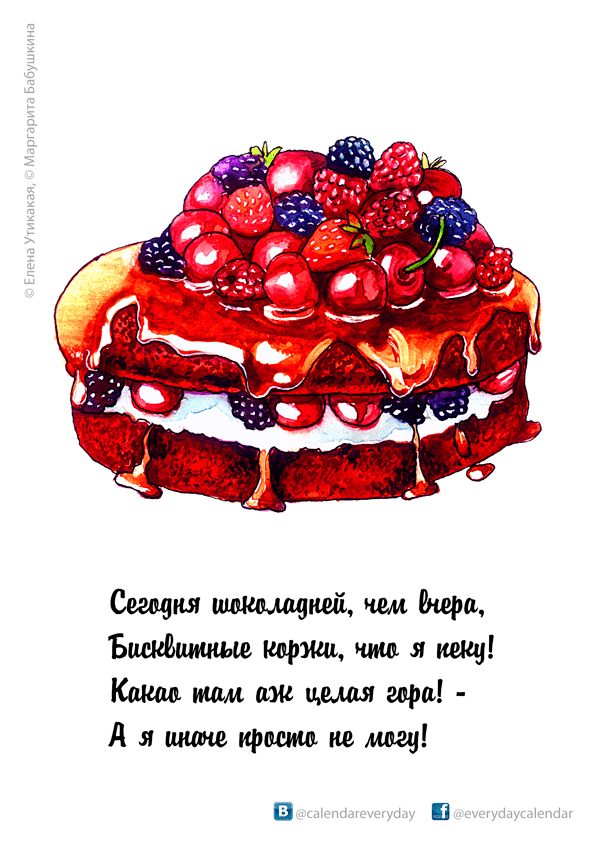 © Елена Утикакая, © Маргарита Бабушкина
Сегодня шоколадней, чем вчера,
Бисквитные коржи, что я пеку!
Какао там аж целая гора! -
А я иначе просто не могу!
B @calendareveryday f @everydaycalendar